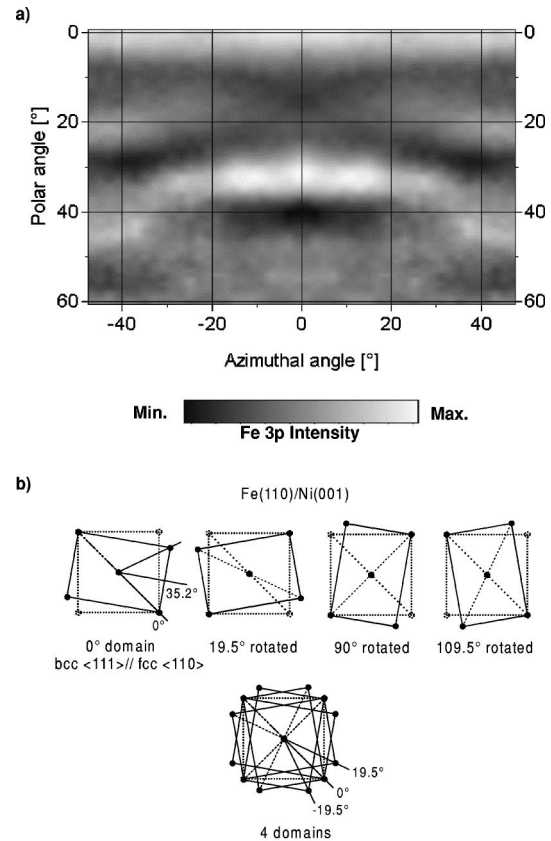 a)
0
20
40
60
0
20
40
60
Polar angle [°]
-40
-20
0
20
40
Azimuthal angle [°]
Min.
Max.
Fe 3p Intensity
b)
Fe(110)/Ni(001)
35.2°
0°
0° domain
bcc <111>// fcc <110>
19.5° rotated
90° rotated
109.5° rotated
19.5°
0°
-19.5°
4 domains